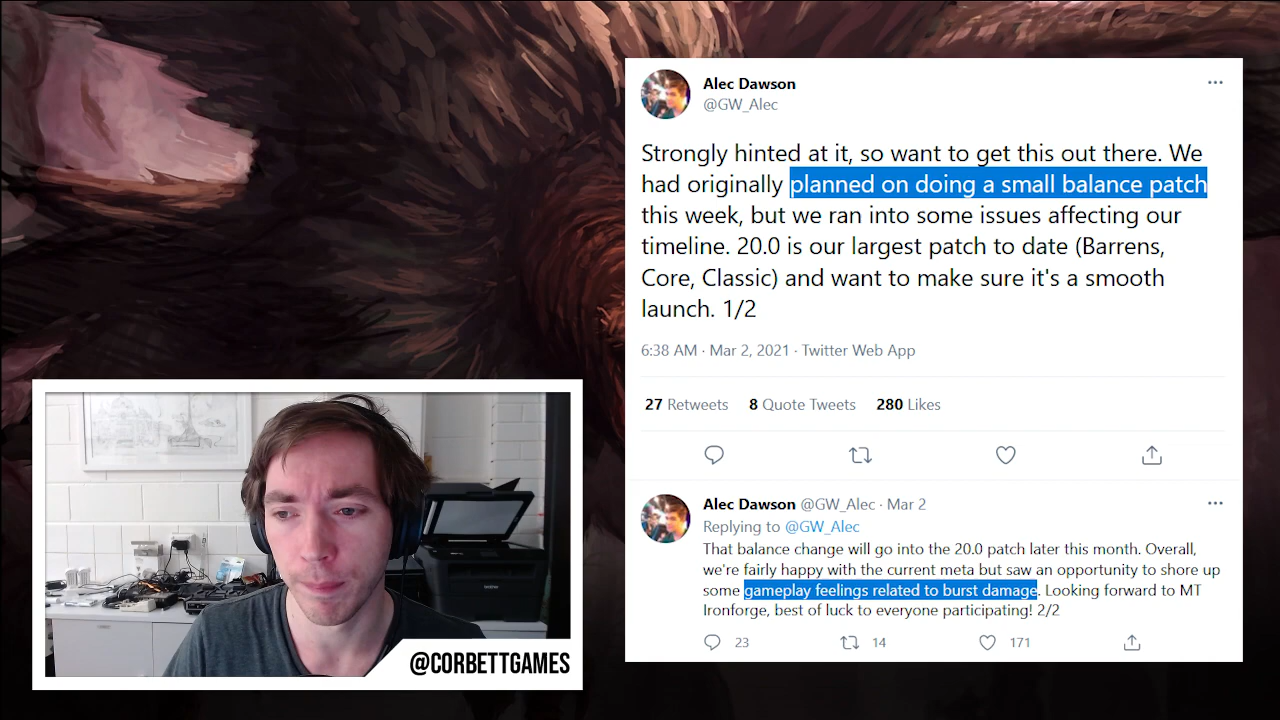 Alec Dawson
@GW_Alec
Strongly hinted at it, so want to get this out there. We
had originally planned on doing a small balance patch
this week, but we ran into some issues affecting our
timeline. 20.0 is our largest patch to date (Barrens,
Core, Classic) and want to make sure it's a smooth
launch. 1/2
6:38 AM · Mar 2, 2021 · Twitter Web App
27 Retweets 8 Quote Tweets 280 Likes
Alec Dawson @GW_Alec · Mar 2
Replying to @GW_Alec
That balance change will go into the 20.0 patch later this month. Overall,
we're fairly happy with the current meta but saw an opportunity to shore up
some gameplay feelings related to burst damage. Looking forward to MT
Ironforge, best of luck to everyone participating! 2/2
23 14 171
@CORBETTGAMES